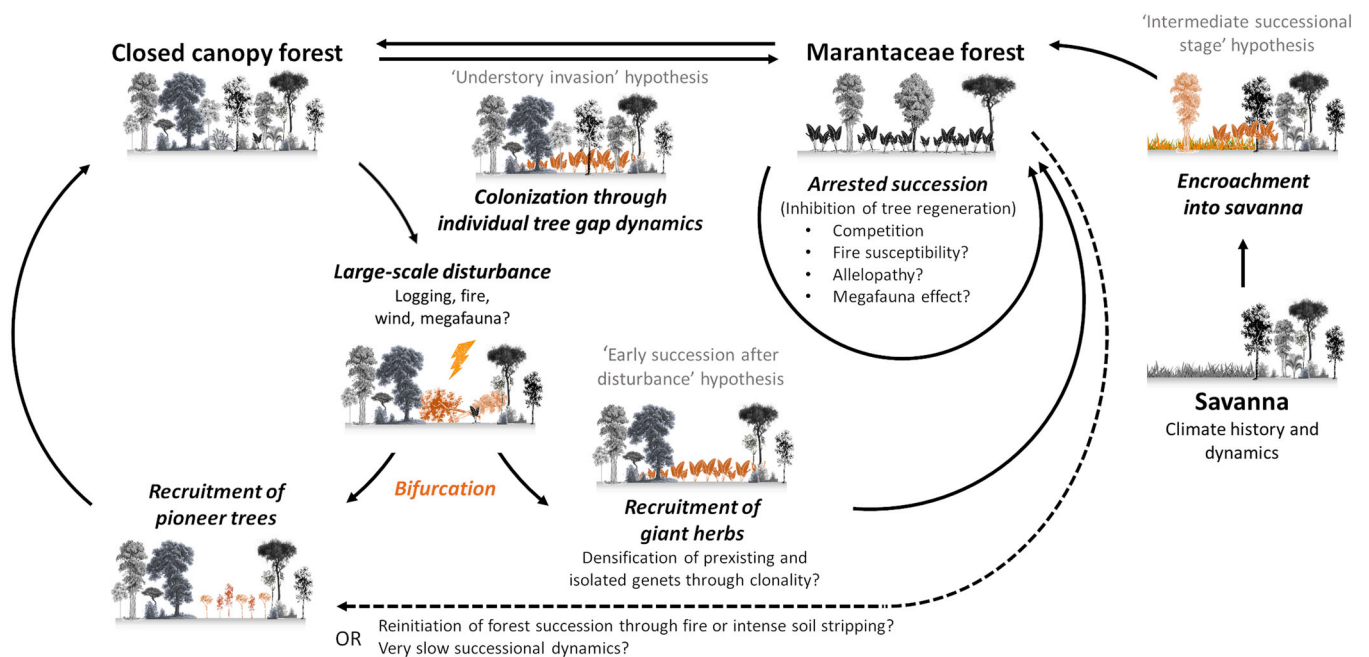 Closed canopy forest
'Understory invasion' hypothesis
Colonization through
individual tree gap dynamics
Marantaceae forest
Arrested succession
(Inhibition of tree regeneration)
• Competition
• Fire susceptibility?
• Allelopathy?
• Megafauna effect?
'Intermediate successional
stage' hypothesis
Encroachment
into savanna
Savanna
Climate history and
dynamics
Large-scale disturbance
Logging, fire,
wind, megafauna?
Bifurcation
'Early succession after
disturbance' hypothesis
Recruitment of
giant herbs
Densification of prexisting and
isolated genets through clonality?
Recruitment of
pioneer trees
OR
Reinitiation of forest succession through fire or intense soil stripping?
Very slow successional dynamics?